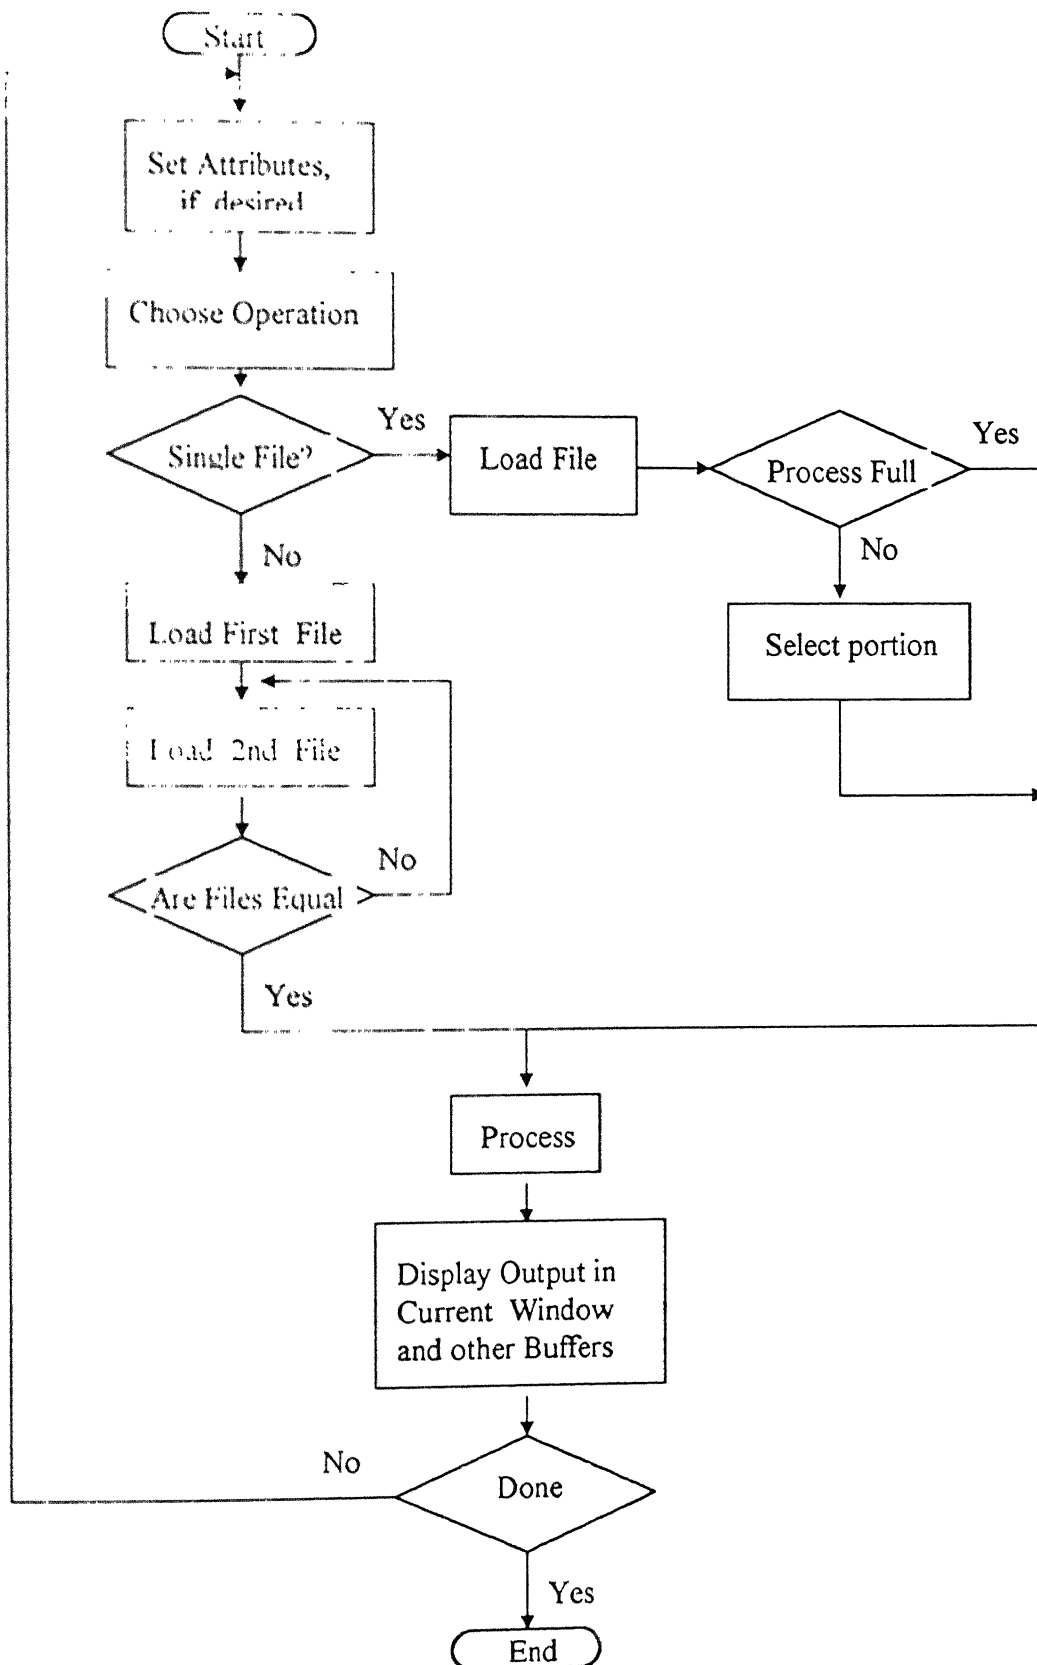 Start
Set Attributes,
if desired
Choose Operation
Single File?
Yes
Load File
Process Full
Yes
No
No
Select portion
Load First File
Load 2nd File
Are Files Equal
No
Yes
Process
Display Output in
Current Window
and other Buffers
No
Done
Yes
End